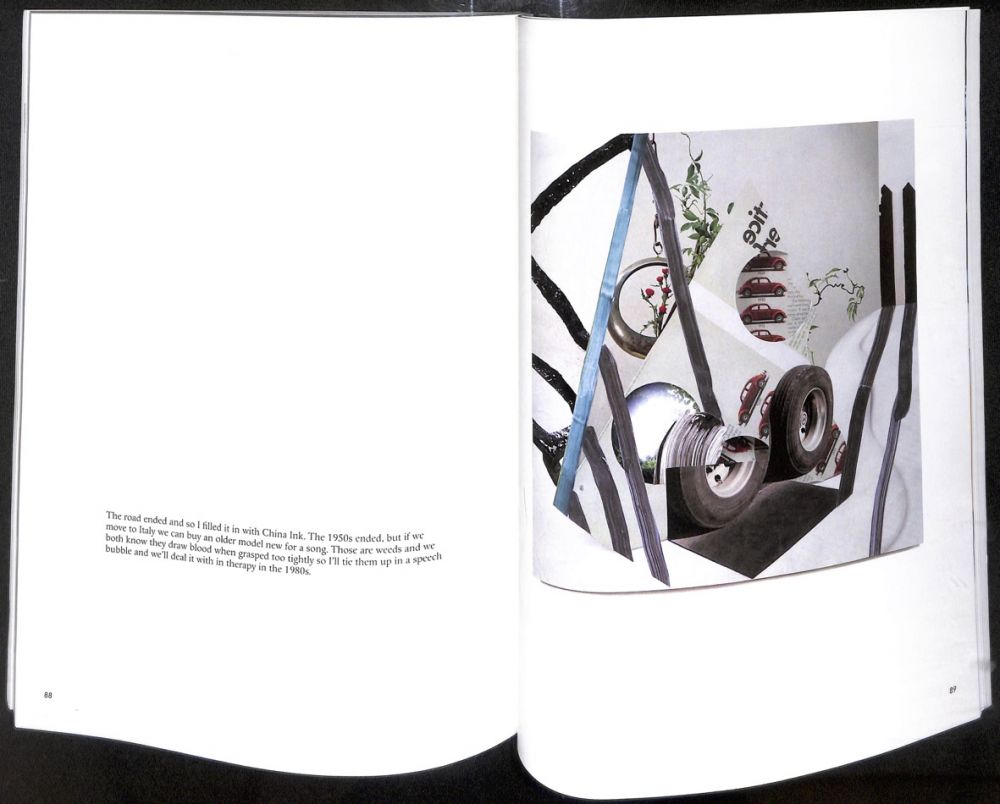 The road ended and so I filled it in with China Ink. The 1950s ended, but if we
move to Italy we can buy an older model new for a song. Those are weeds and we
both know they draw blood when grasped too tightly so I'll tie them up in a speech
bubble and we'll deal it with in therapy in the 1980s.
88
tice
89